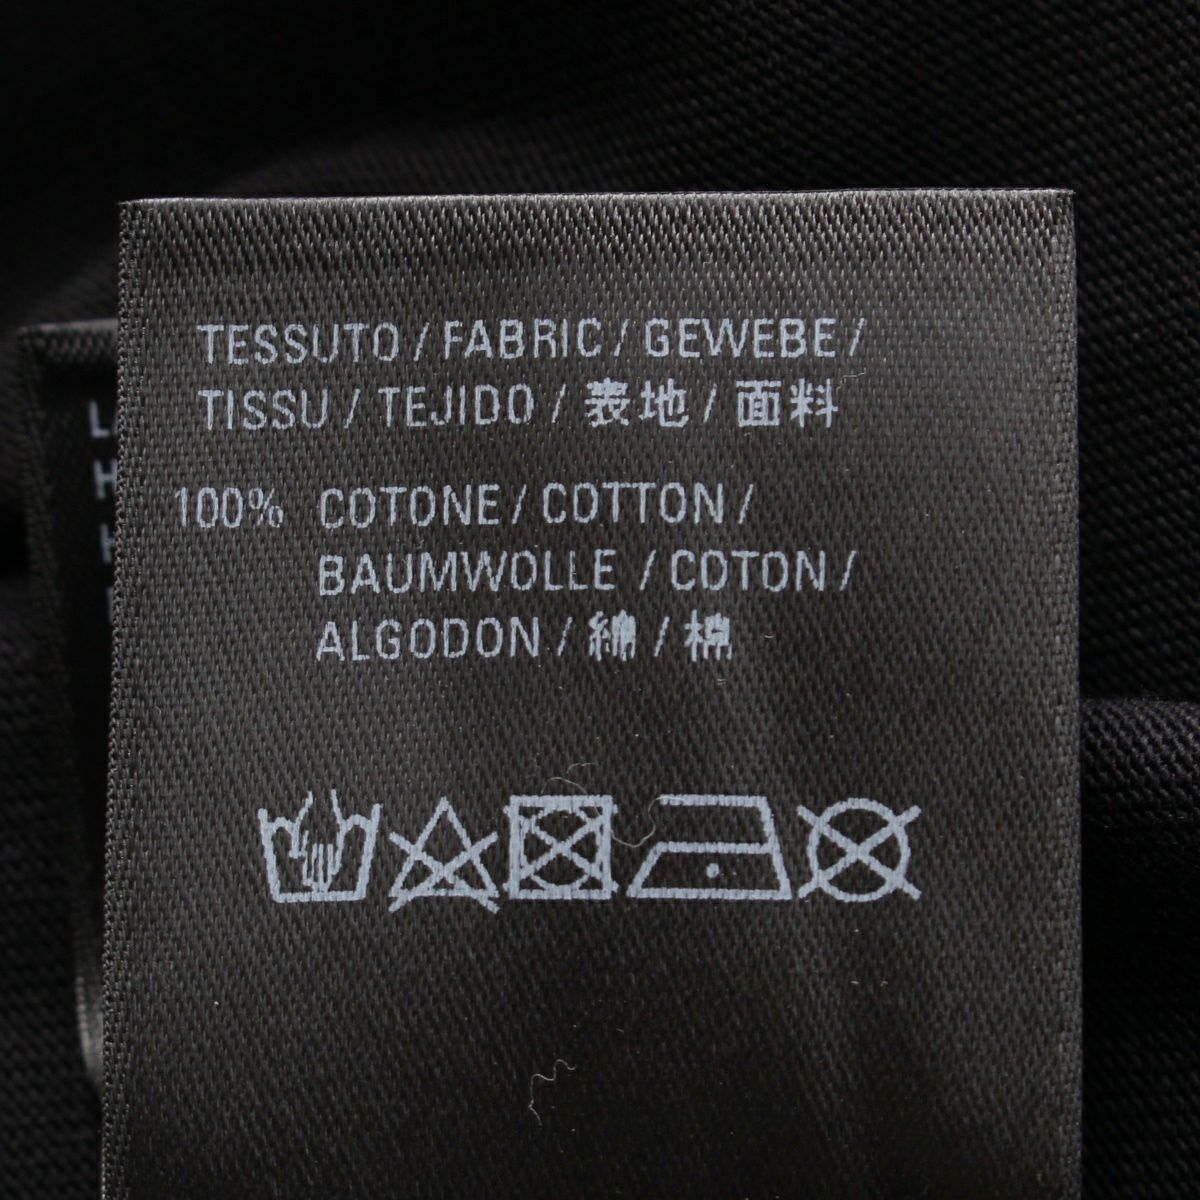 TESSUTO / FABRIC / GEWEBE /
TISSU / TEJIDO / 表地 / 面料
100% COTONE / COTTON /
BAUMWOLLE / COTON /
ALGODON / 綿 / 棉